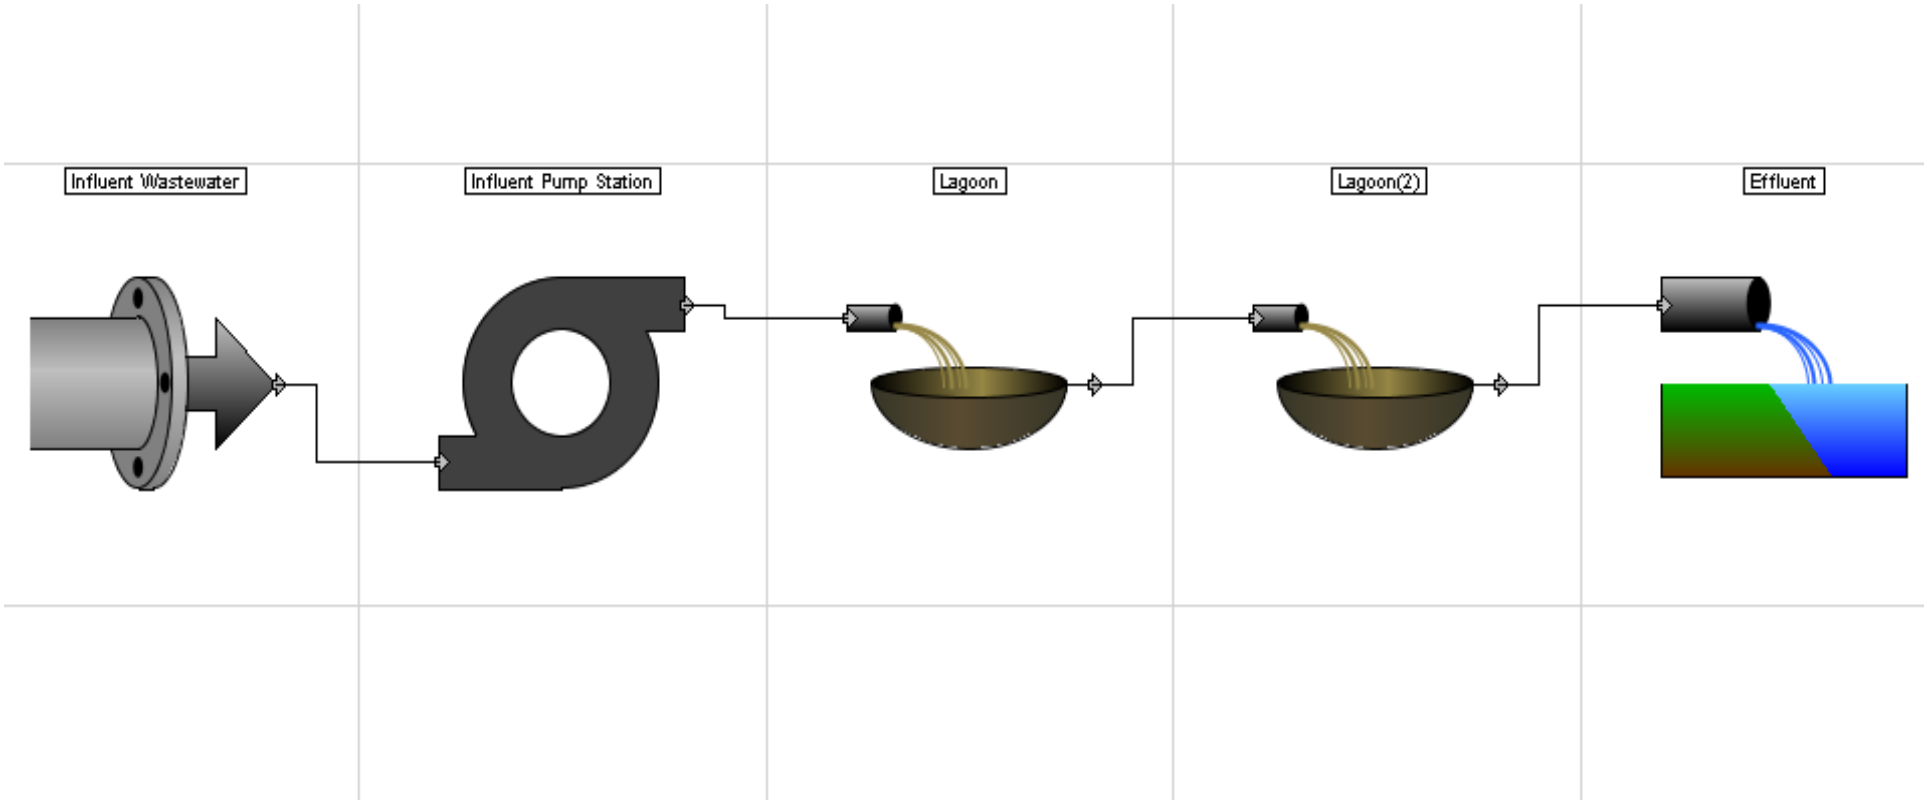 Influent Wastewater
Influent Pump Station
Lagoon
Lagoon(2)
Effluent